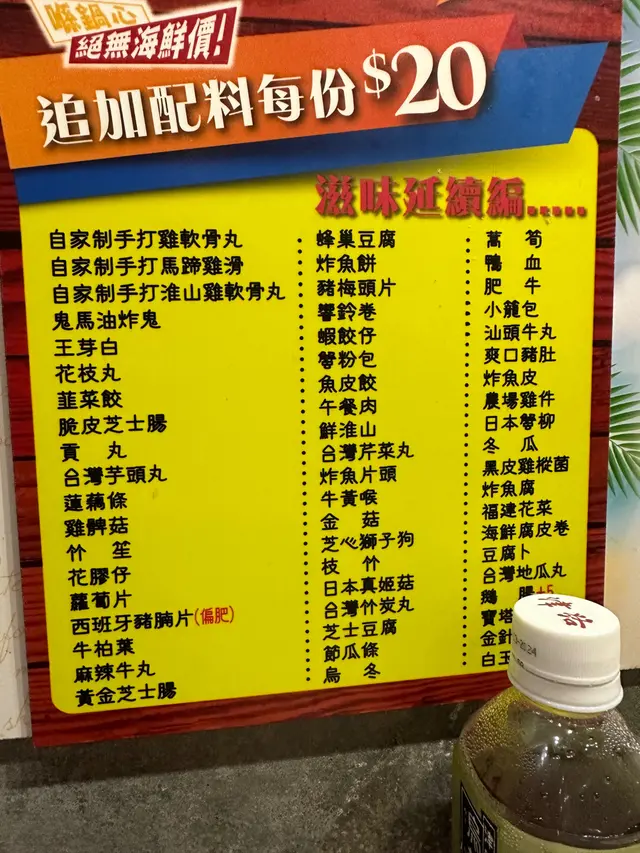 條鍋心
絕無海鮮價!
追加配料每份$20
滋味延續編.....
自家制手打雞軟骨丸
自家制手打馬蹄雞滑
自家制手打淮山雞軟骨丸
鬼馬油炸鬼
王芽白
花枝丸
韮菜餃
脆皮芝士腸
貢丸
台灣芋頭丸
蓮藕條
雞髀菇
竹笙
花膠仔
蘿蔔片
西班牙豬腩片(偏肥)
牛柏葉
麻辣牛丸
黃金芝士腸
蜂巢豆腐
炸魚餅
豬梅頭片
響鈴卷
蝦餃仔
蟹粉包
魚皮餃
午餐肉
鮮淮山
台灣芹菜丸
炸魚片頭
牛黃喉
金菇
芝心獅子狗
枝竹
日本真姬菇
台灣竹炭丸
芝士豆腐
節瓜條
烏冬
萵筍
鴨血
肥牛
小籠包
汕頭牛丸
爽口豬肚
炸魚皮
農場雞件
日本蟹柳
冬瓜
黑皮雞樅菌
炸魚腐
福建花菜
海鮮腐皮卷
豆腐卜
台灣地瓜丸
鵝腸+5
寶塔
金針
白玉
2024